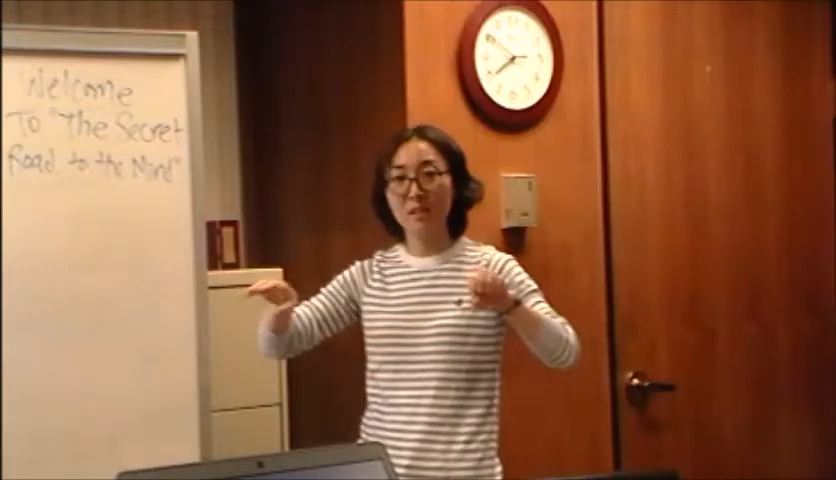 Welcome
To "The Secret
Road to the Mind"